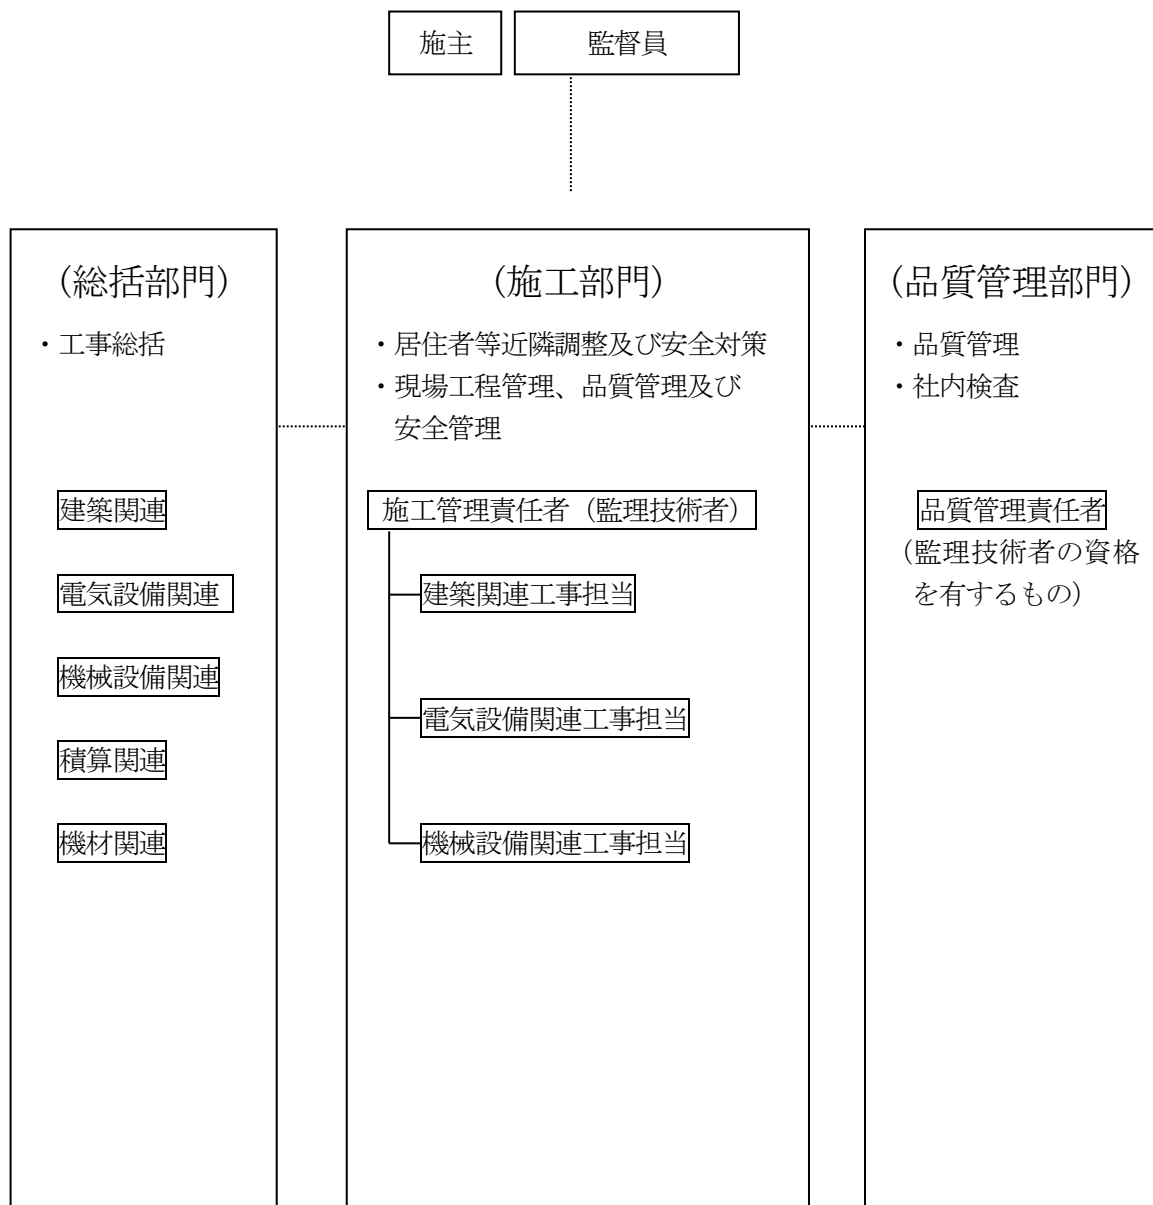 施主
監督員
（総括部門）
・工事総括
建築関連
電気設備関連
機械設備関連
積算関連
機材関連
（施工部門）
・居住者等近隣調整及び安全対策
・現場工程管理、品質管理及び
安全管理
施工管理責任者（監理技術者）
建築関連工事担当
電気設備関連工事担当
機械設備関連工事担当
（品質管理部門）
・品質管理
・社内検査
品質管理責任者
（監理技術者の資格
を有するもの）